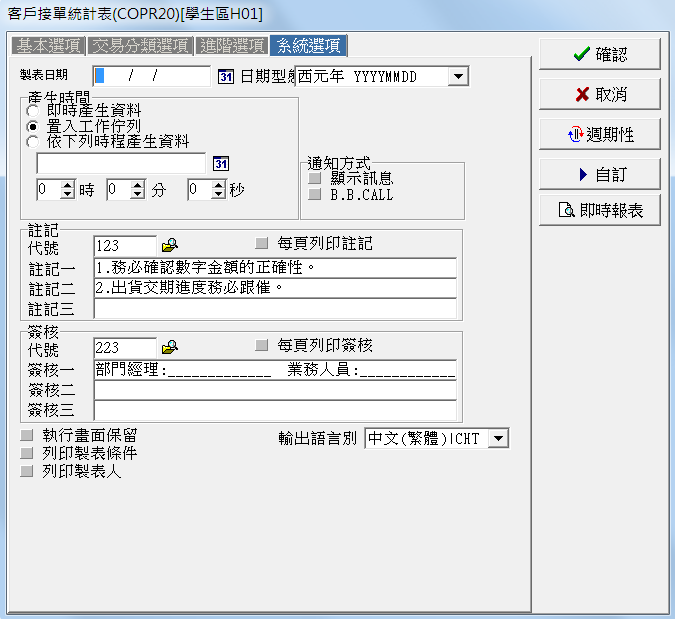 客戶接單統計表(COPR20)[學生區H01]
基本選項 交易分類選項 進階選項 系統選項
製表日期 / / 31 日期型態 西元年 YYYYMMDD
產生時間
即時產生資料
置入工作佇列
依下列時程產生資料
31
0 時 0 分 0 秒
通知方式
顯示訊息
B.B.CALL
註記
代號 123 每頁列印註記
註記一 1.務必確認數字金額的正確性。
註記二 2.出貨交期進度務必跟催。
註記三
簽核
代號 223 每頁列印簽核
簽核一 部門經理:_____________ 業務人員:____________
簽核二
簽核三
執行畫面保留 輸出語言別 中文(繁體)|CHT
列印製表條件
列印製表人
確認
取消
週期性
自訂
即時報表